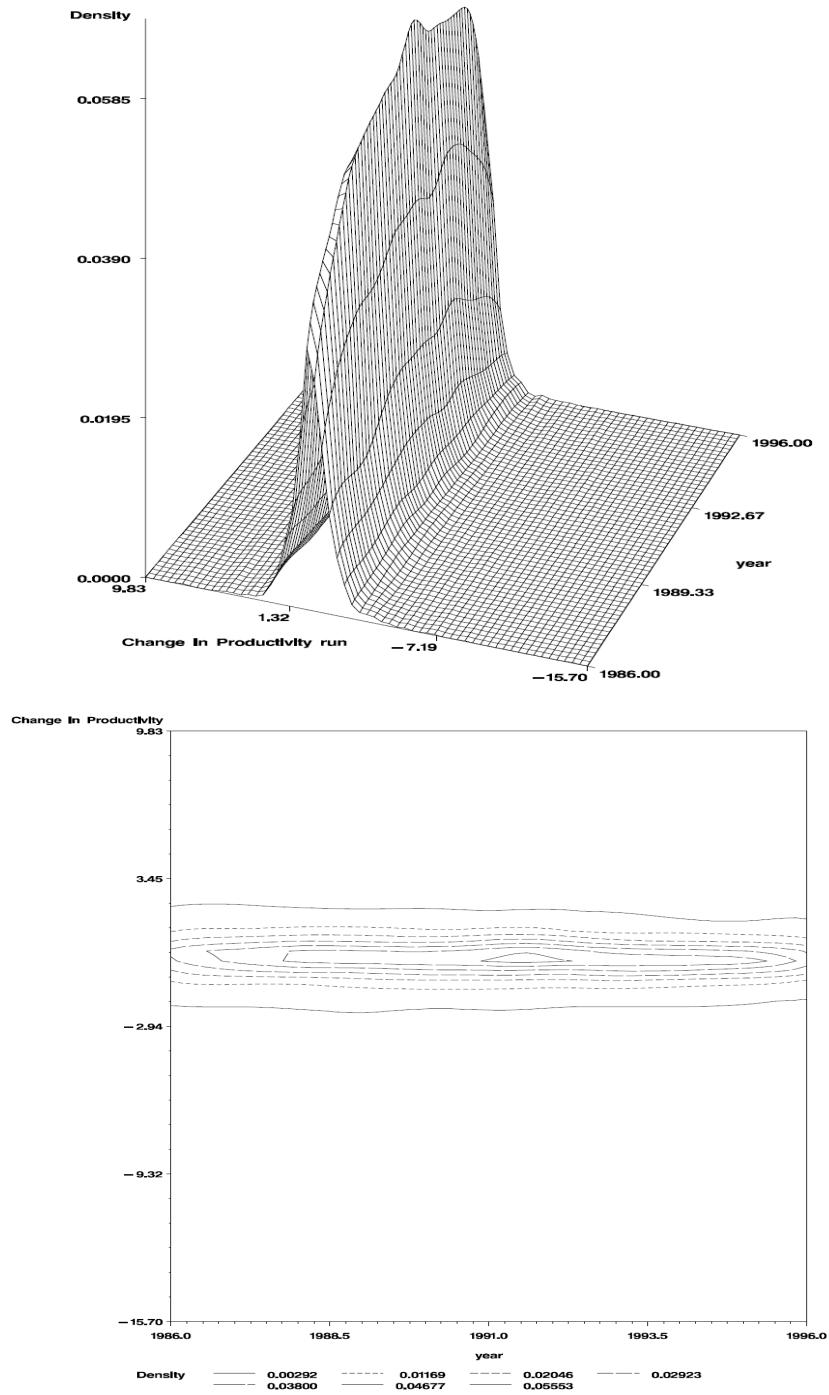 Density
0.0585
0.0390
0.0195
0.0000
9.83
1.32
Change In Productivity run
−7.19
−15.70
1986.00
1989.33
year
1992.67
1996.00
Change In Productivity
9.83
3.45
−2.94
−9.32
−15.70
1986.0 1988.5 1991.0 1993.5 1996.0
year
Density 0.00292 0.01169 0.02046 0.02923
0.03800 0.04677 0.05553